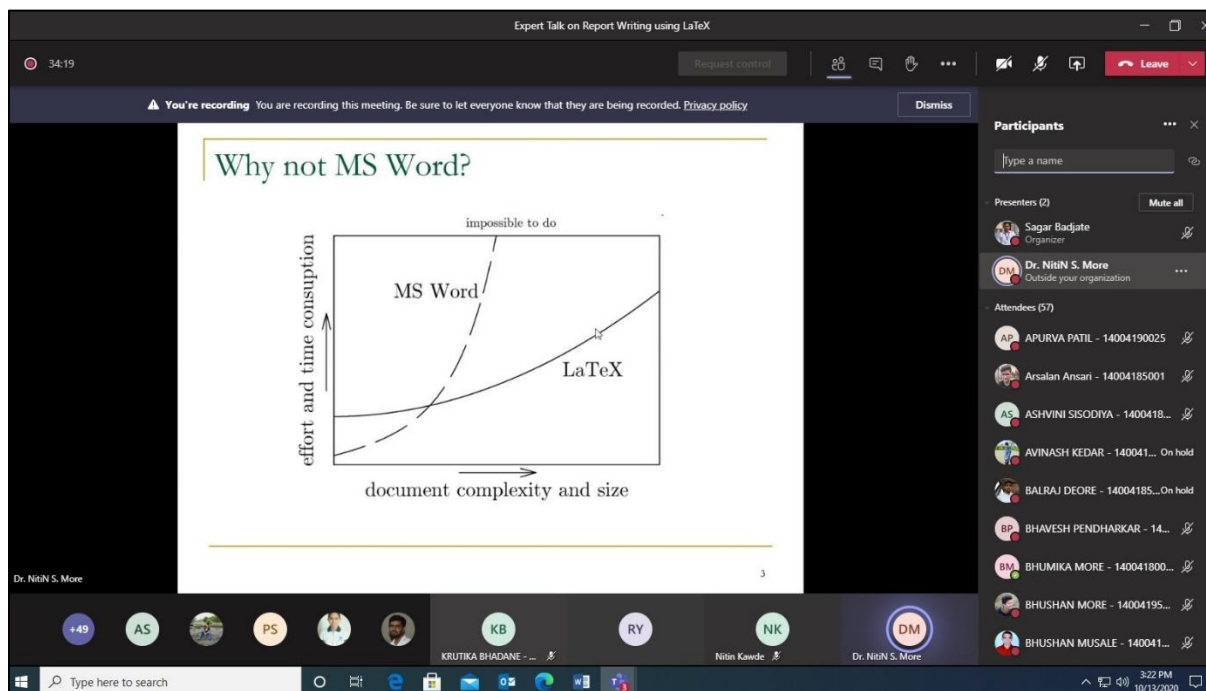 Expert Talk on Report Writing using LaTeX
34:19
Request control
Leave
You're recording You are recording this meeting. Be sure to let everyone know that they are being recorded. Privacy policy
Dismiss
Why not MS Word?
impossible to do
MS Word
LaTeX
effort and time consuption
document complexity and size
3
Dr. NitiN S. More
Participants
Type a name
Presenters (2)
Mute all
Sagar Badjate
Organizer
DM
Dr. NitiN S. More
Outside your organization
Attendees (57)
AP
APURVA PATIL - 14004190025
Arsalan Ansari - 14004185001
AS
ASHVINI SISODIYA - 1400418...
AVINASH KEDAR - 140041... On hold
BALRAJ DEORE - 14004185...On hold
BP
BHAVESH PENDHARKAR - 14...
BM
BHUMIKA MORE - 140041800...
BHUSHAN MORE - 14004195...
BHUSHAN MUSALE - 140041...
+49
AS
PS
KB
KRUTIKA BHADANE - ...
RY
NK
Nitin Kawde
DM
Dr. NitiN S. More
Type here to search
3:22 PM
10/13/2020